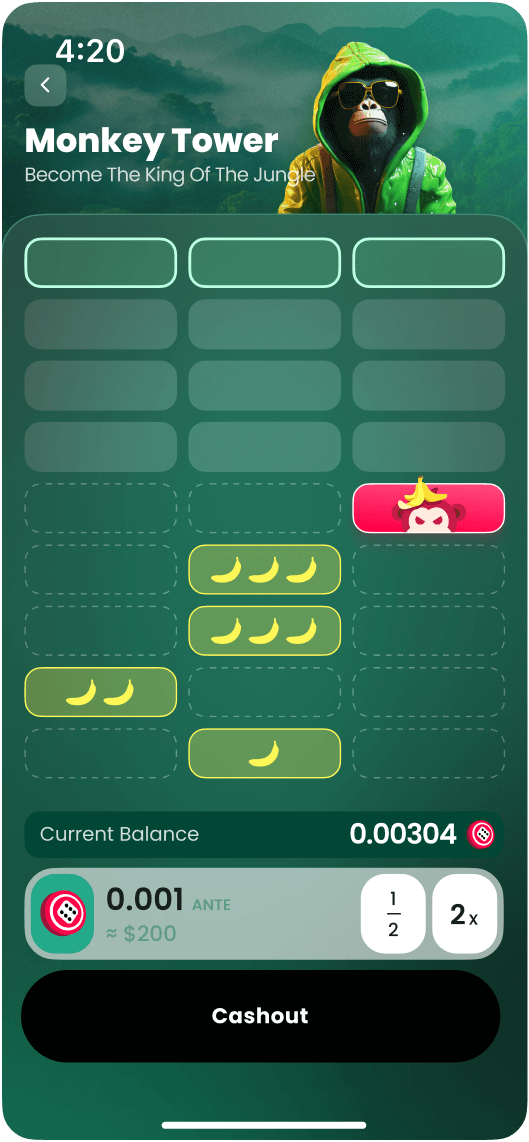 4:20
Monkey Tower
Become The King Of The Jungle
Current Balance 0.00304
0.001 ANTE
≈ $200
1
2
2x
Cashout